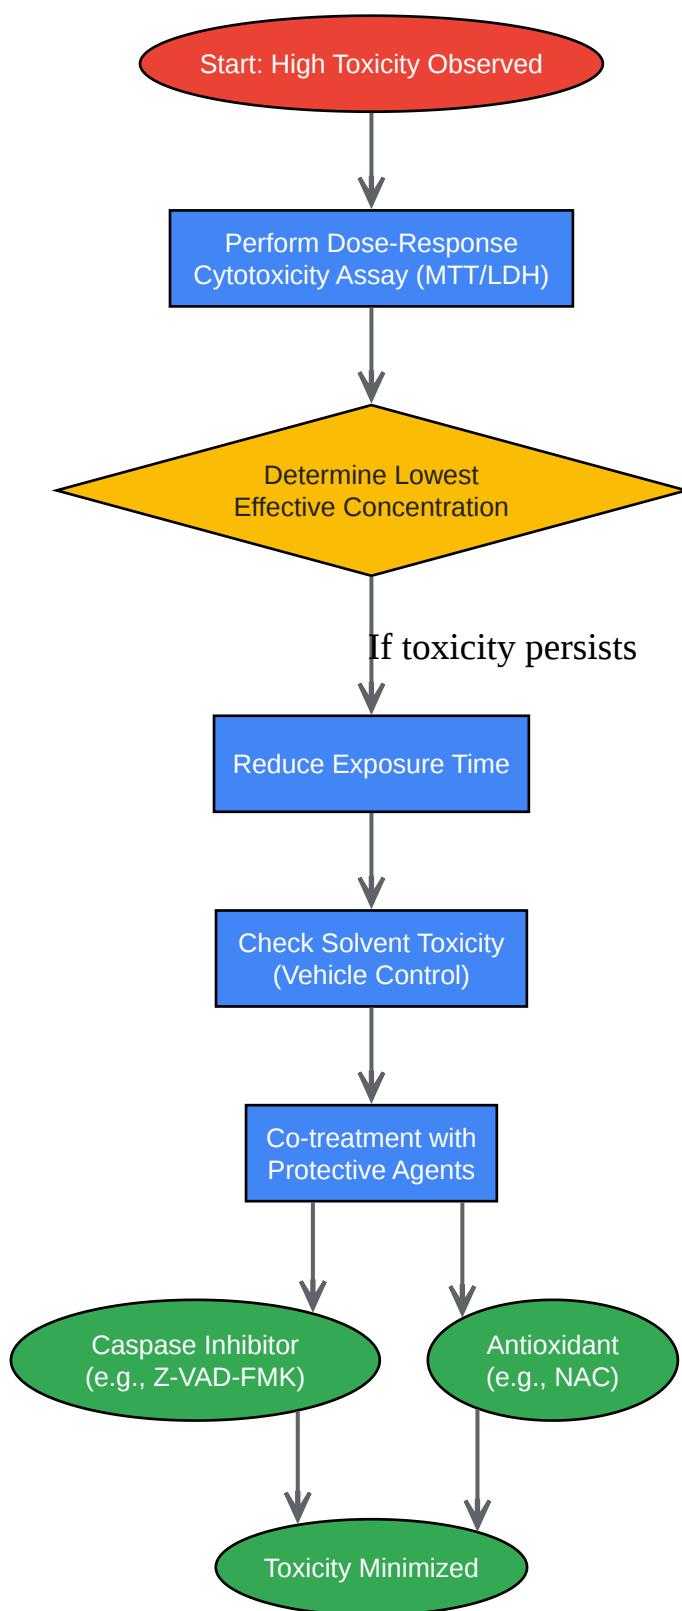 Start: High Toxicity Observed
Perform Dose-Response
Cytotoxicity Assay (MTT/LDH)
Determine Lowest
Effective Concentration
If toxicity persists
Reduce Exposure Time
Check Solvent Toxicity
(Vehicle Control)
Co-treatment with
Protective Agents
Caspase Inhibitor
(e.g., Z-VAD-FMK)
Antioxidant
(e.g., NAC)
Toxicity Minimized